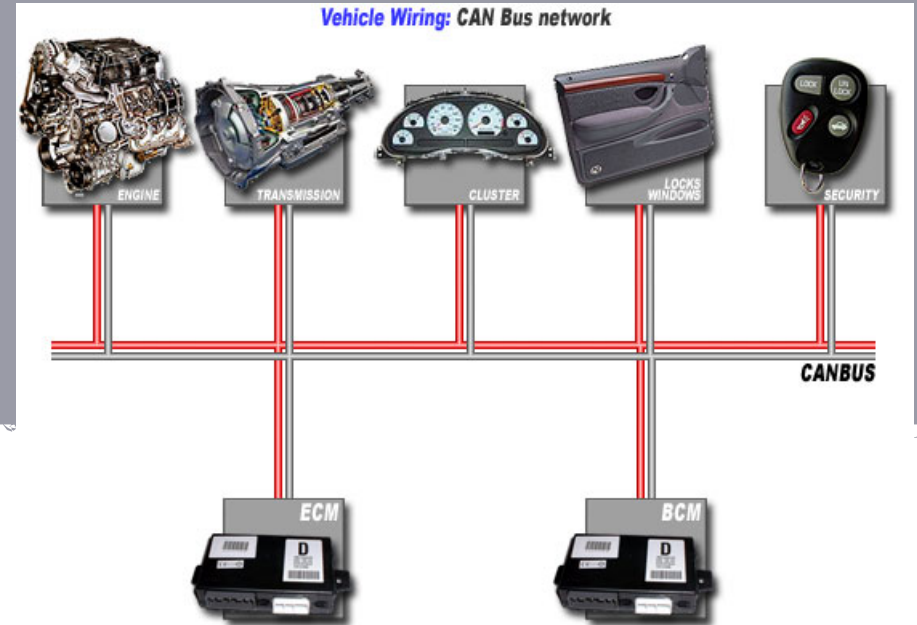 Vehicle Wiring: CAN Bus network
LOCK
UN
LOCK
ENGINE
TRANSMISSION
CLUSTER
LOCKS
WINDOWS
SECURITY
CANBUS
ECM
BCM
D
D